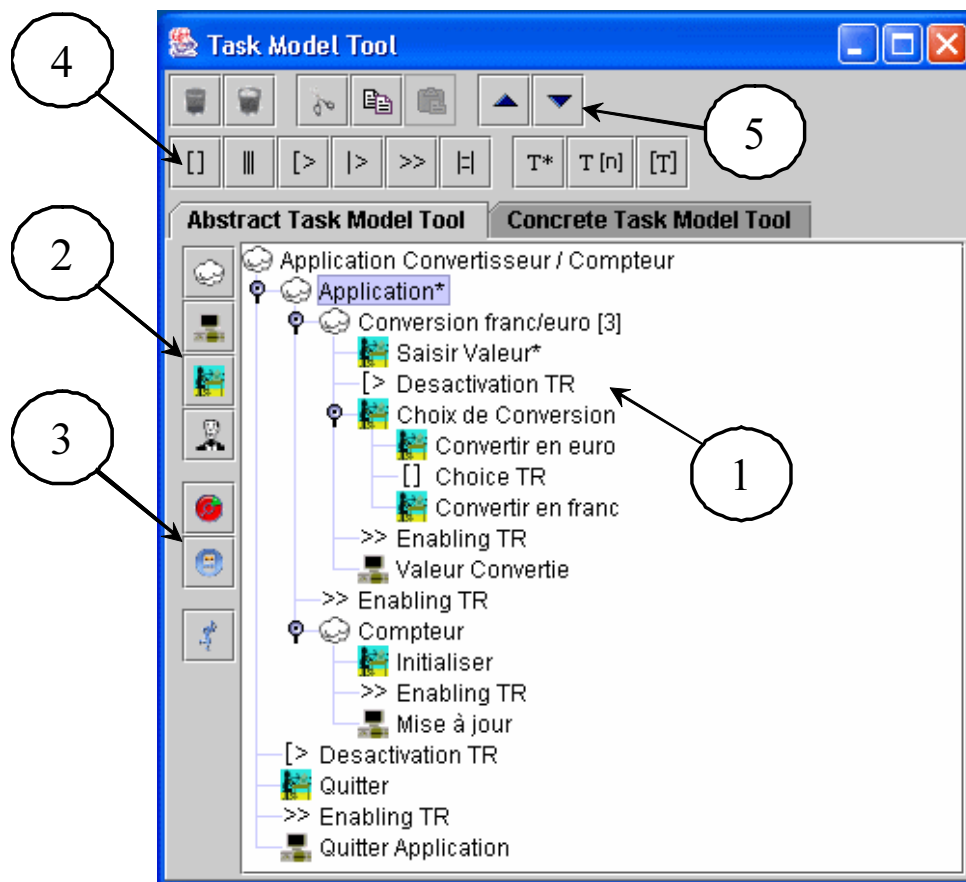 4
Task Model Tool
5
[] ||| [> |> >> |=| T* T [n] [T]
Abstract Task Model Tool Concrete Task Model Tool
2
Application Convertisseur / Compteur
Application*
Conversion franc/euro [3]
Saisir Valeur*
[> Desactivation TR
3
Choix de Conversion
1
Convertir en euro
[] Choice TR
Convertir en franc
>> Enabling TR
Valeur Convertie
>> Enabling TR
Compteur
Initialiser
>> Enabling TR
Mise à jour
[> Desactivation TR
Quitter
>> Enabling TR
Quitter Application